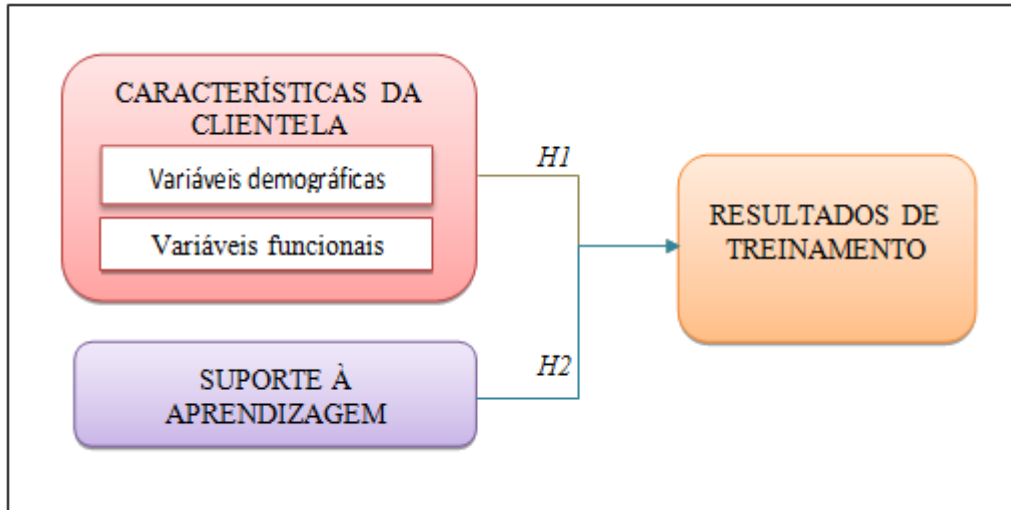 CARACTERÍSTICAS DA
CLIENTELA
Variáveis demográficas
Variáveis funcionais
H1
RESULTADOS DE
TREINAMENTO
H2
SUPORTE À
APRENDIZAGEM